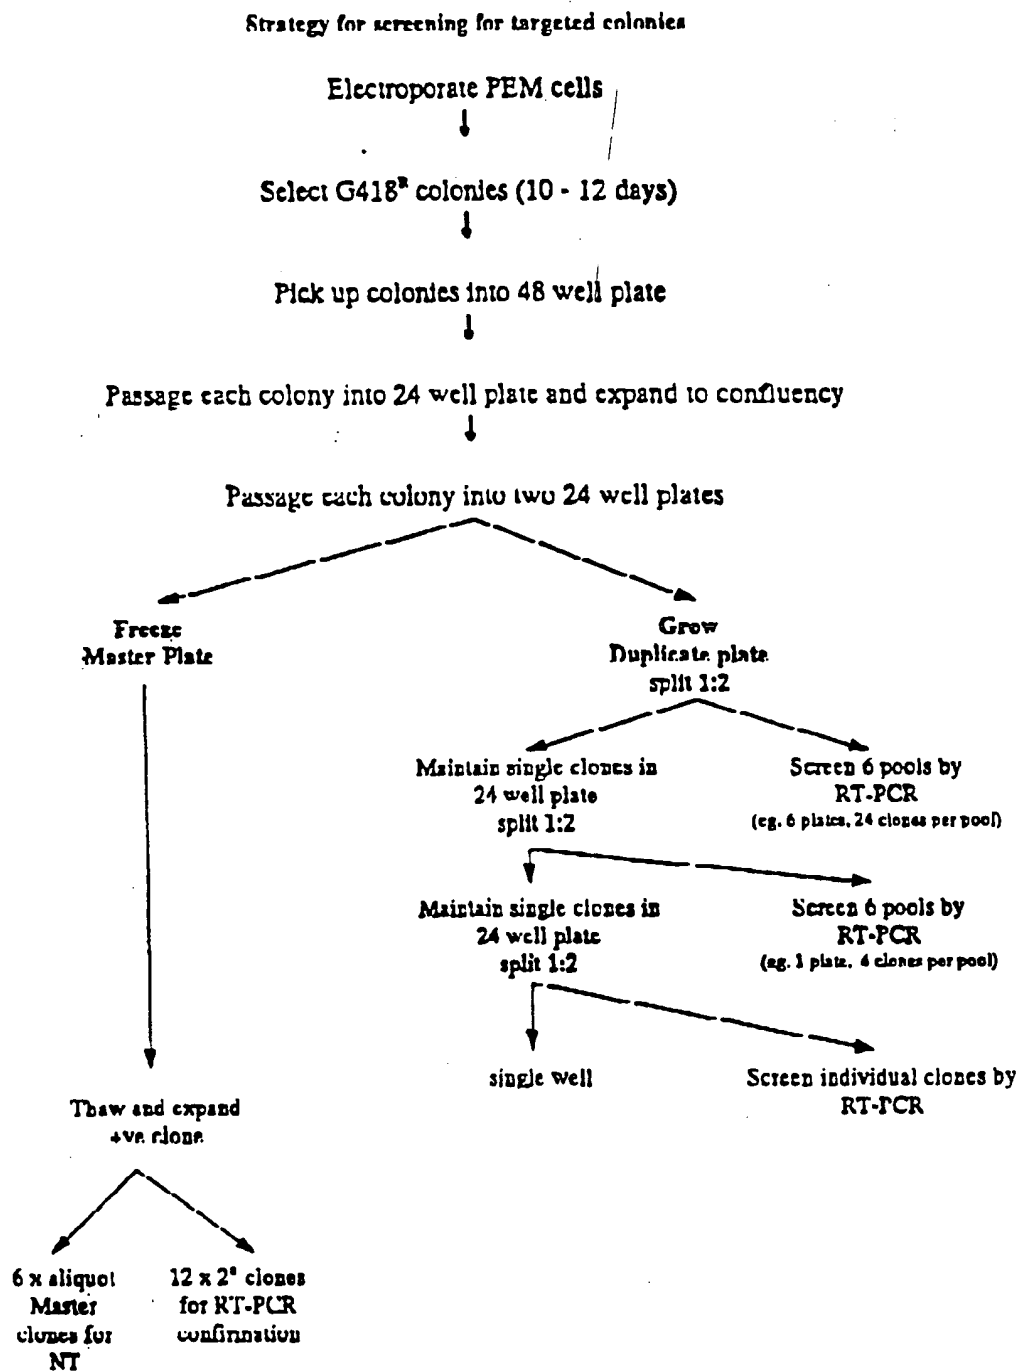 Strategy for screening for targeted colonies
Electroporate PEM cells
Select G418ᴿ colonies (10 - 12 days)
Pick up colonies into 48 well plate
Passage each colony into 24 well plate and expand to confluency
Passage each colony into two 24 well plates
Freeze
Master Plate
Grow
Duplicate plate
split 1:2
Maintain single clones in
24 well plate
split 1:2
Screen 6 pools by
RT-PCR
(eg. 6 plates, 24 clones per pool)
Maintain single clones in
24 well plate
split 1:2
Screen 6 pools by
RT-PCR
(eg. 1 plate, 4 clones per pool)
single well
Screen individual clones by
RT-PCR
Thaw and expand
+ve clone
6 x aliquot
Master
clones for
NT
12 x 2° clones
for RT-PCR
confirmation